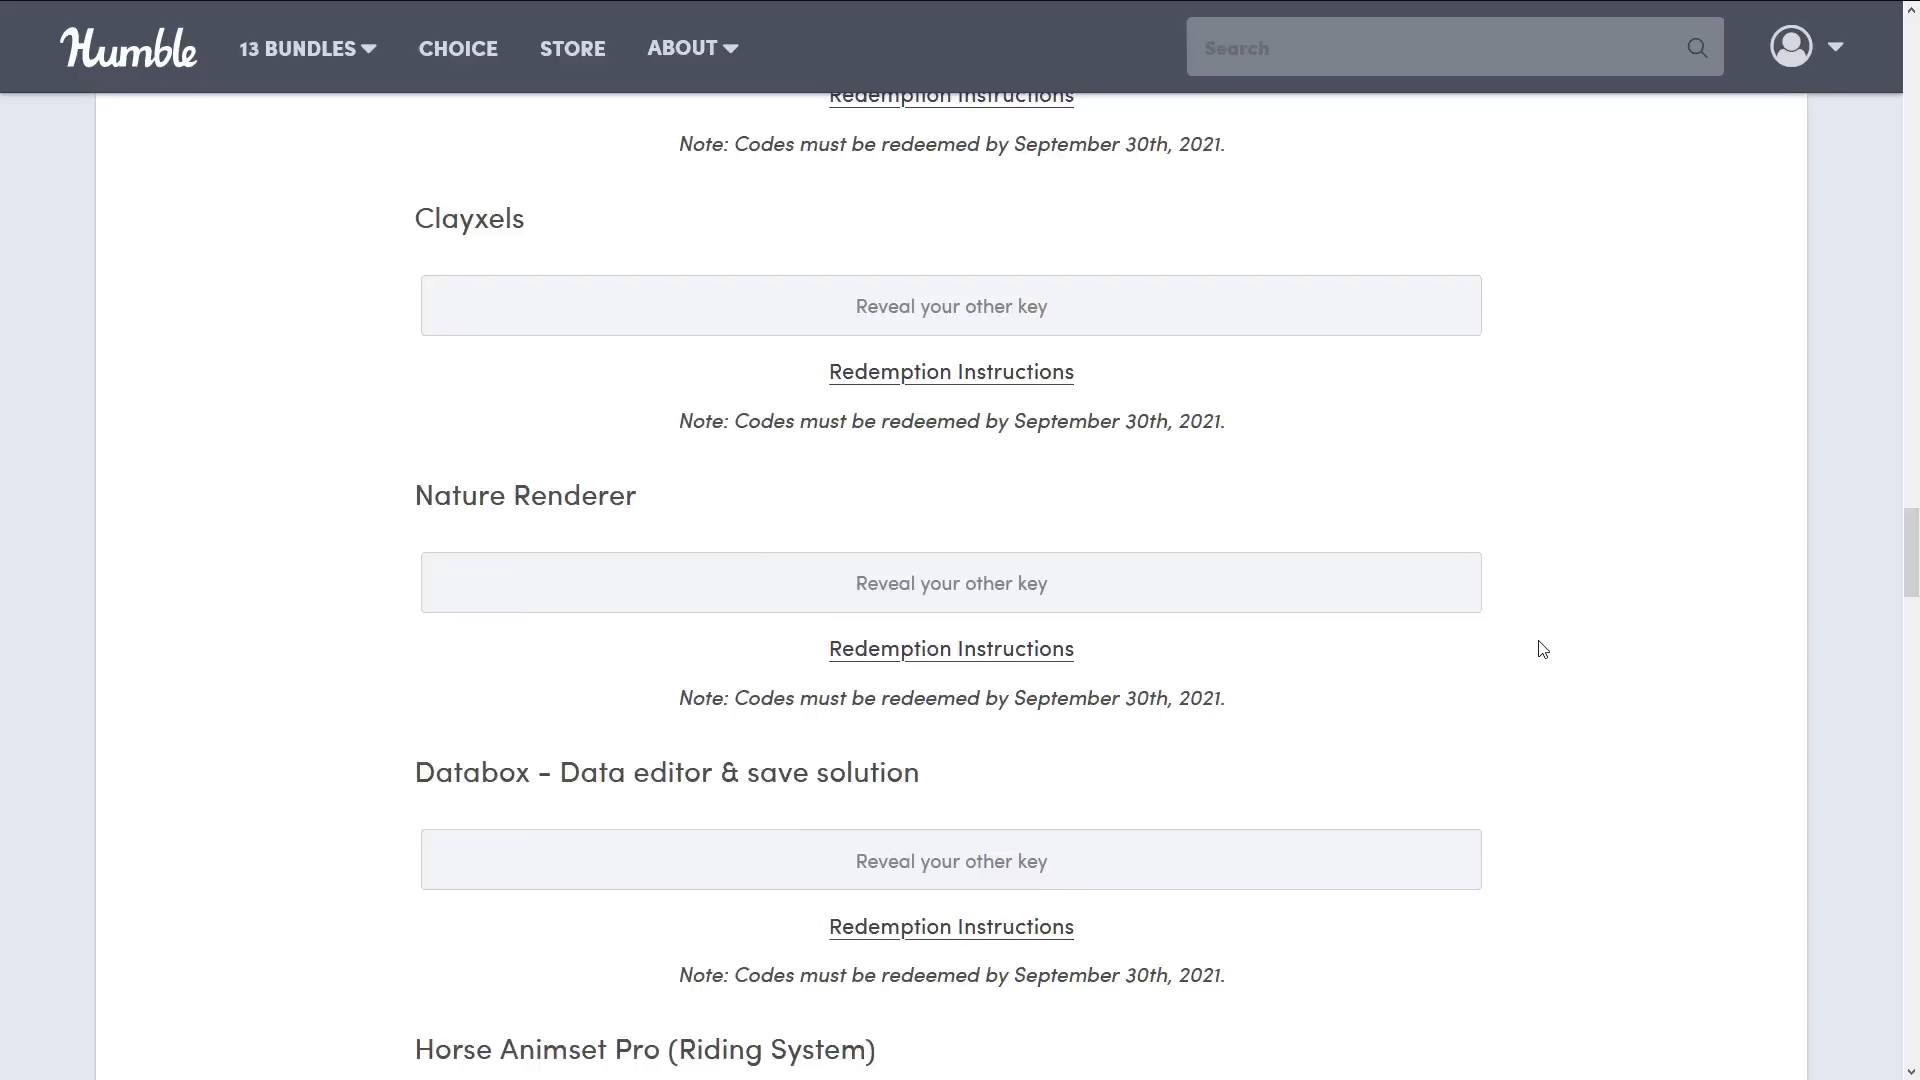 Humble 13 BUNDLES CHOICE STORE ABOUT Search
Redemption Instructions
Note: Codes must be redeemed by September 30th, 2021.
Clayxels
Reveal your other key
Redemption Instructions
Note: Codes must be redeemed by September 30th, 2021.
Nature Renderer
Reveal your other key
Redemption Instructions
Note: Codes must be redeemed by September 30th, 2021.
Databox - Data editor & save solution
Reveal your other key
Redemption Instructions
Note: Codes must be redeemed by September 30th, 2021.
Horse Animset Pro (Riding System)